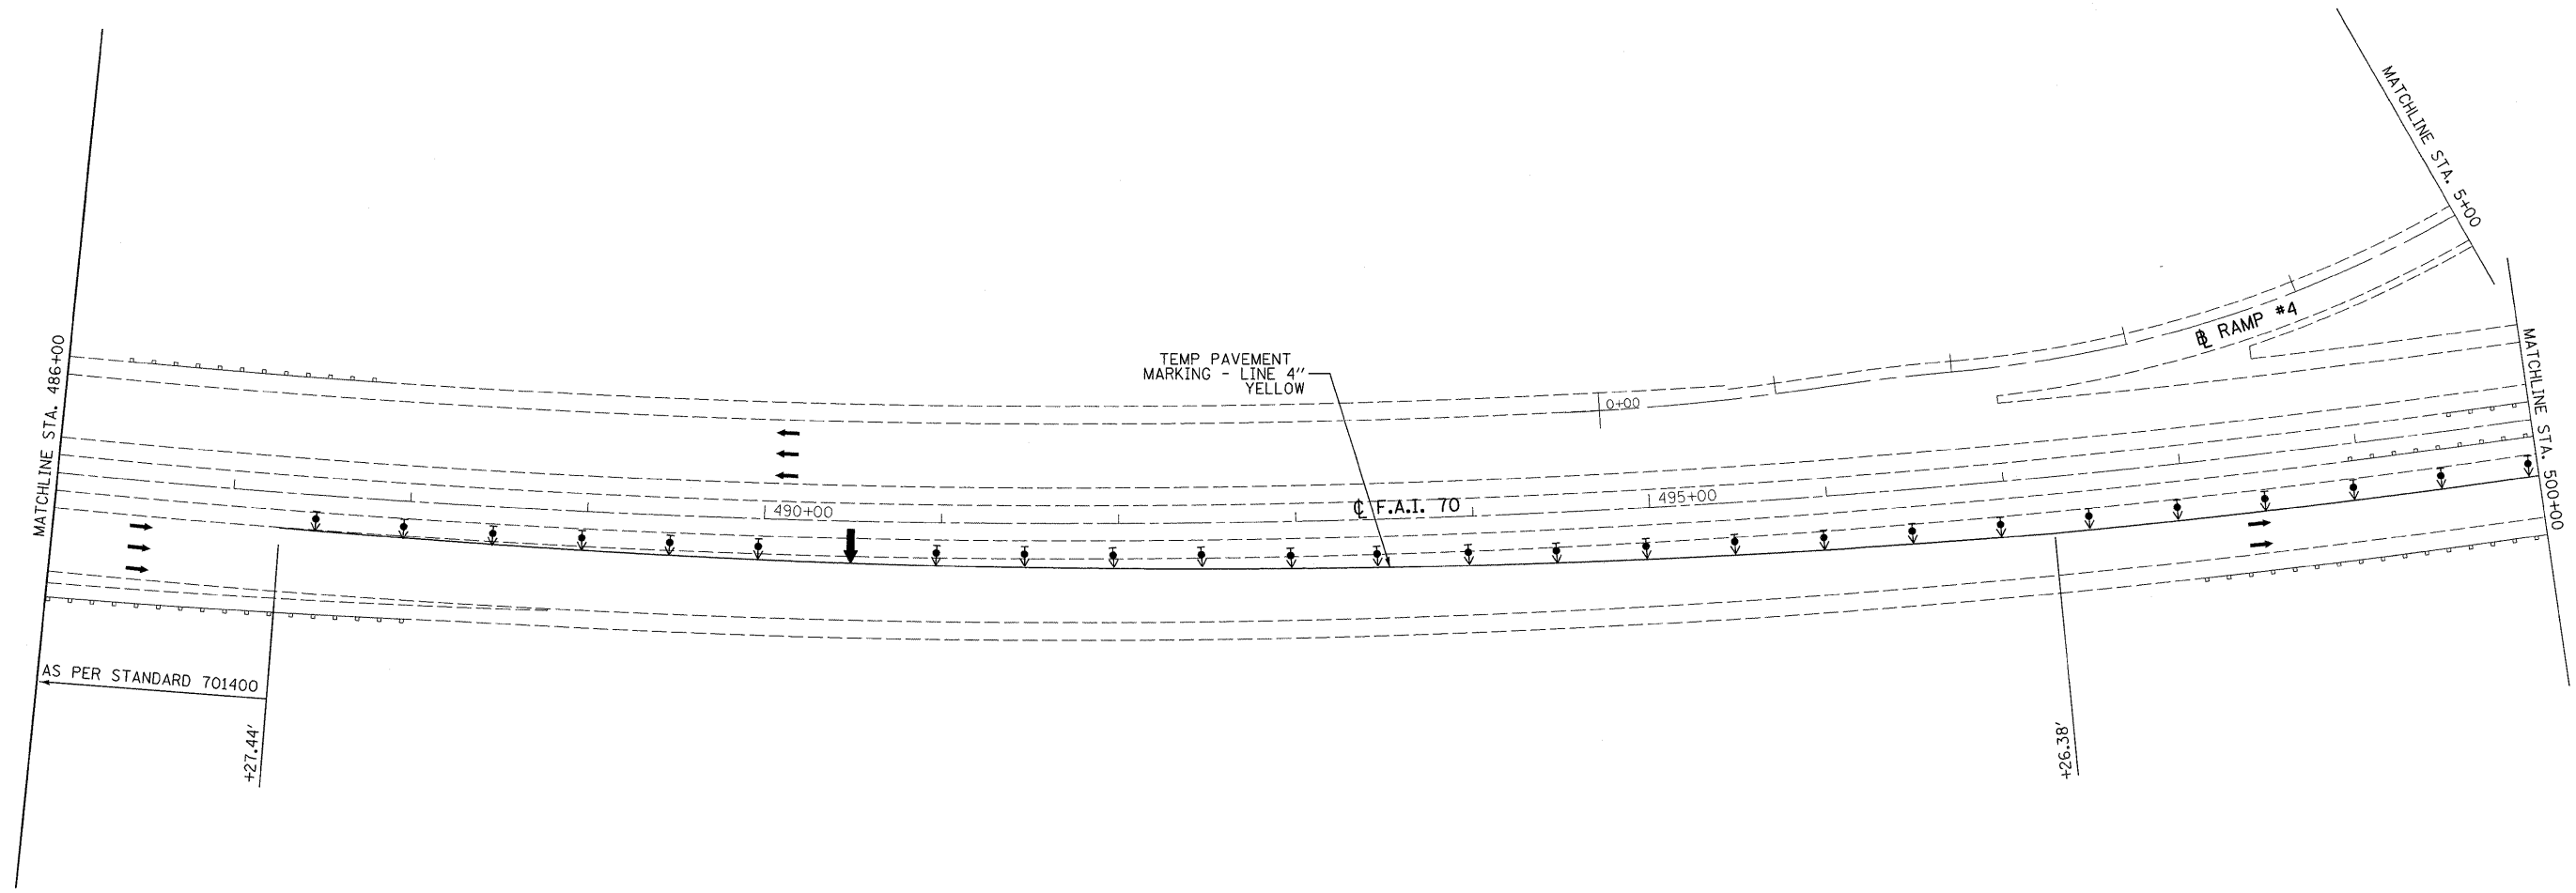 MATCHLINE STA. 486+00
MATCHLINE STA. 5+00
℄ RAMP #4
MATCHLINE STA. 500+00
TEMP PAVEMENT
MARKING - LINE 4"
YELLOW
0+00
490+00
℄ F.A.I. 70
495+00
AS PER STANDARD 701400
+27.44'
+26.38'